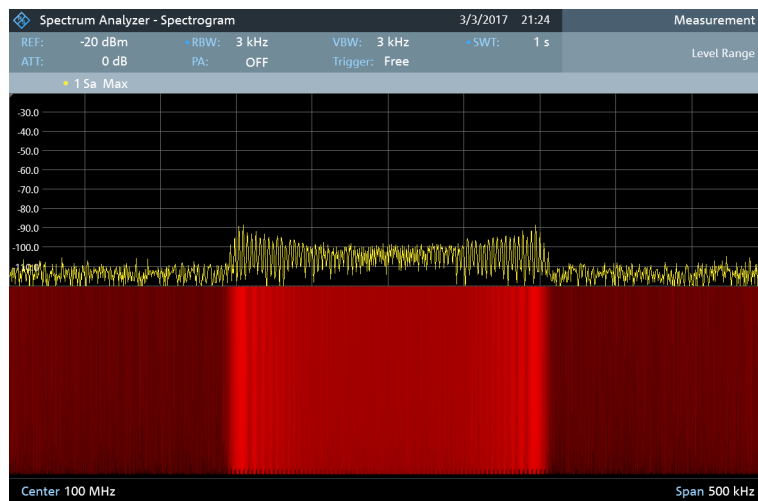 Spectrum Analyzer - Spectrogram 3/3/2017 21:24 Measurement
REF: -20 dBm RBW: 3 kHz VBW: 3 kHz SWT: 1 s
Level Range
ATT: 0 dB PA: OFF Trigger: Free
1 Sa Max
-30.0
-40.0
-50.0
-60.0
-70.0
-80.0
-90.0
-100.0
Center 100 MHz Span 500 kHz